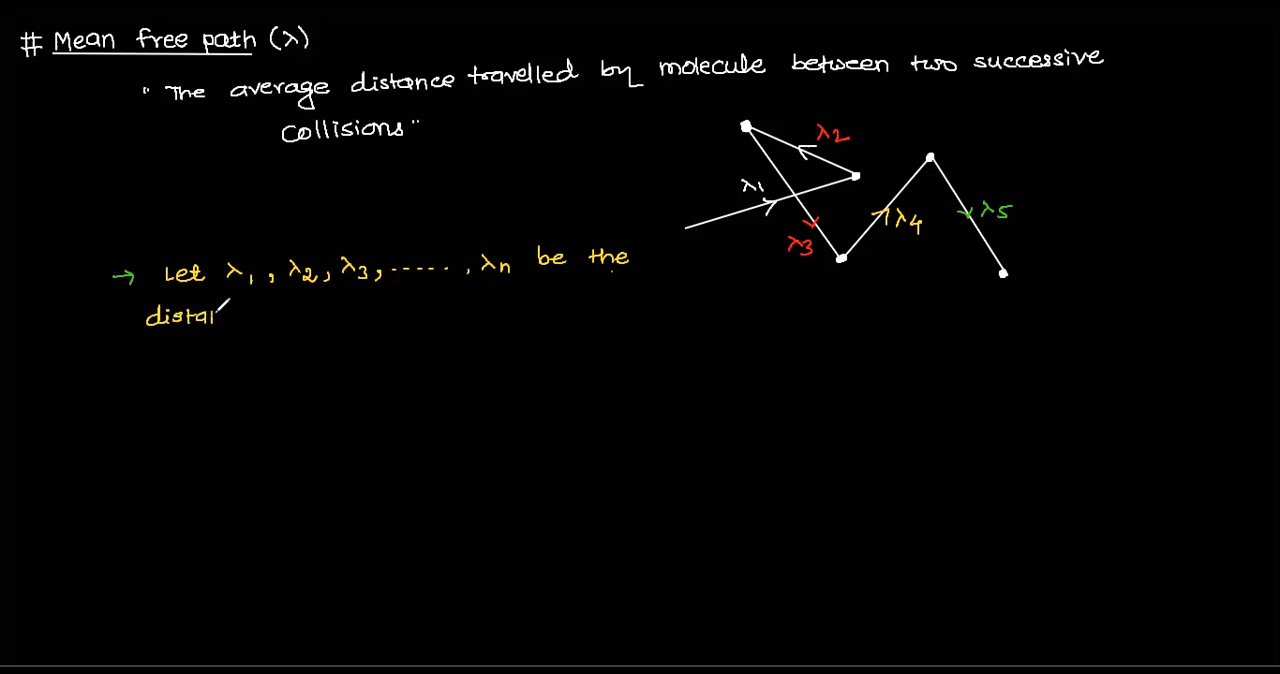 # Mean free path (λ)
" The average distance travelled by molecule between two successive
collisions"
λ2
λ1
λ3
λ4
λ5
→ Let λ1, λ2, λ3, ....., λn be the
distan